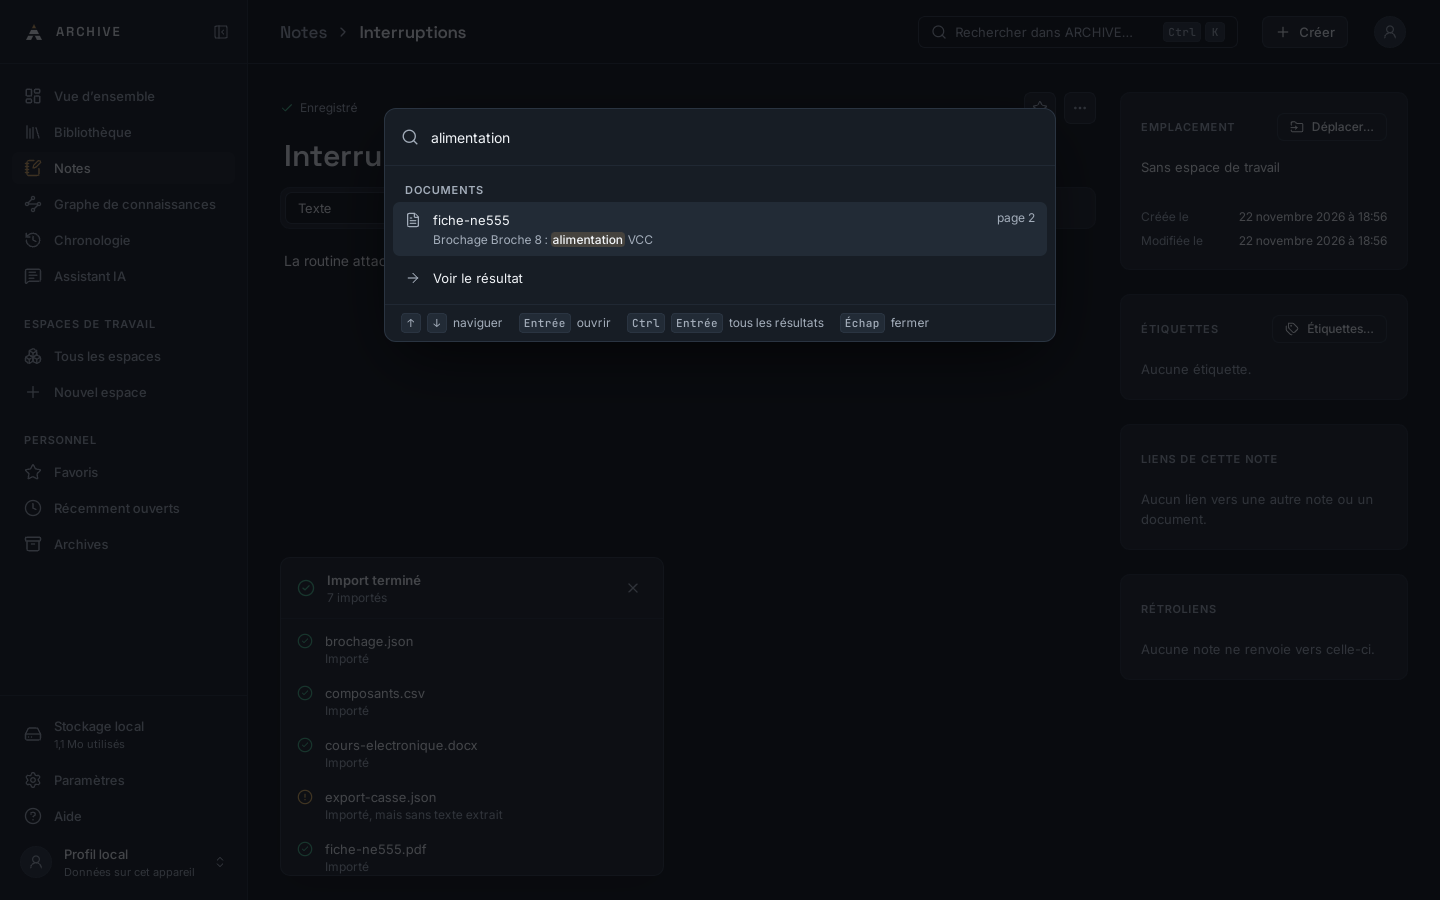 ARCHIVE
Notes > Interruptions
Rechercher dans ARCHIVE...
Ctrl K
Créer
Vue d'ensemble
Bibliothèque
Notes
Graphe de connaissances
Chronologie
Assistant IA
ESPACES DE TRAVAIL
Tous les espaces
Nouvel espace
PERSONNEL
Favoris
Récemment ouverts
Archives
Stockage local
1,1 Mo utilisés
Paramètres
Aide
Profil local
Données sur cet appareil
Enregistré
Interru
Texte
La routine attac
alimentation
DOCUMENTS
fiche-ne555
page 2
Brochage Broche 8 : alimentation VCC
Voir le résultat
↑ ↓ naviguer Entrée ouvrir Ctrl Entrée tous les résultats Échap fermer
Import terminé
7 importés
brochage.json
Importé
composants.csv
Importé
cours-electronique.docx
Importé
export-casse.json
Importé, mais sans texte extrait
fiche-ne555.pdf
Importé
EMPLACEMENT
Déplacer...
Sans espace de travail
Créée le 22 novembre 2026 à 18:56
Modifiée le 22 novembre 2026 à 18:56
ÉTIQUETTES
Étiquettes...
Aucune étiquette.
LIENS DE CETTE NOTE
Aucun lien vers une autre note ou un
document.
RÉTROLIENS
Aucune note ne renvoie vers celle-ci.